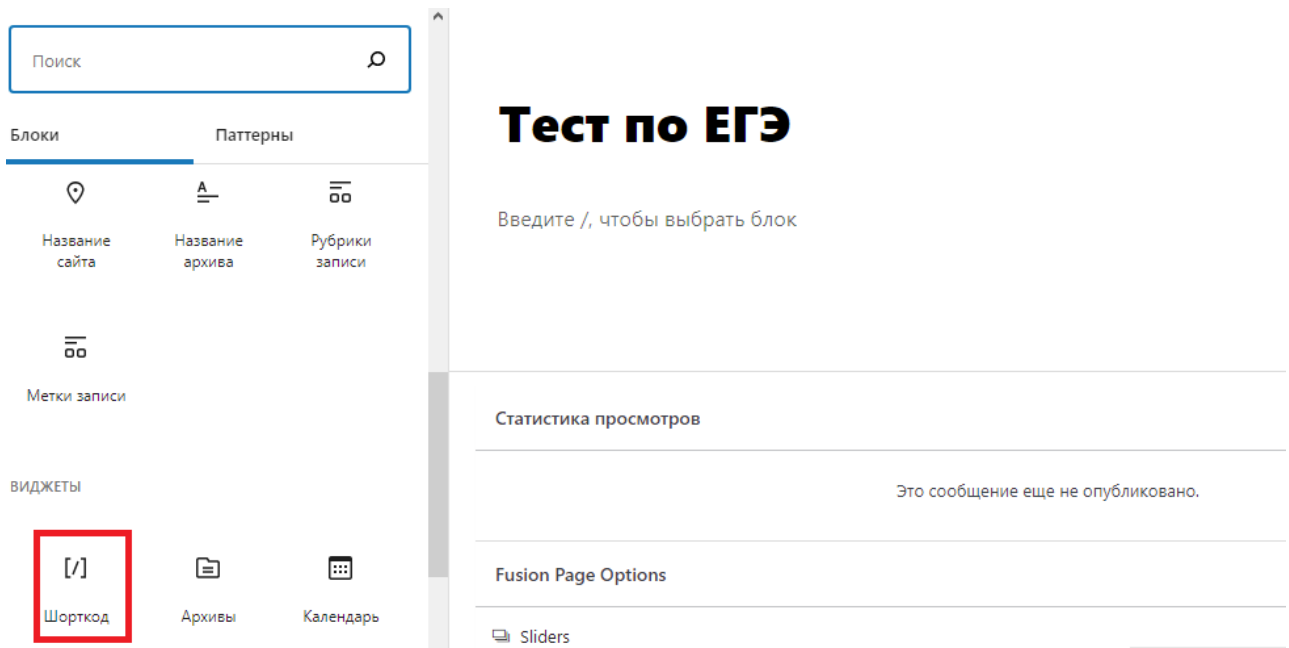 Поиск
Блоки Паттерны
Название сайта
Название архива
Рубрики записи
Метки записи
ВИДЖЕТЫ
[/]
Шорткод Архивы Календарь
Тест по ЕГЭ
Введите /, чтобы выбрать блок
Статистика просмотров
Это сообщение еще не опубликовано.
Fusion Page Options
Sliders